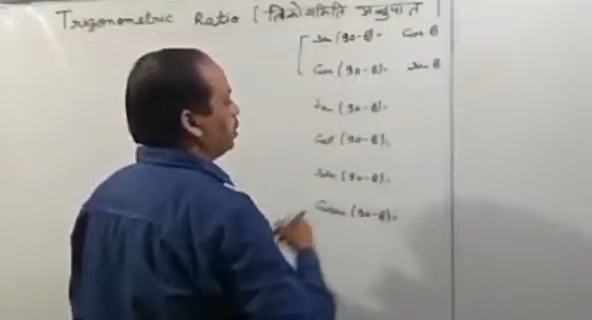 Trigonometric Ratio [ त्रिकोणमिति अनुपात ]
Sin (90-θ)= Cos θ
Cos (90-θ)= Sin θ
tan (90-θ)=
Cot (90-θ)=
Sec (90-θ)=
Cosec (90-θ)=